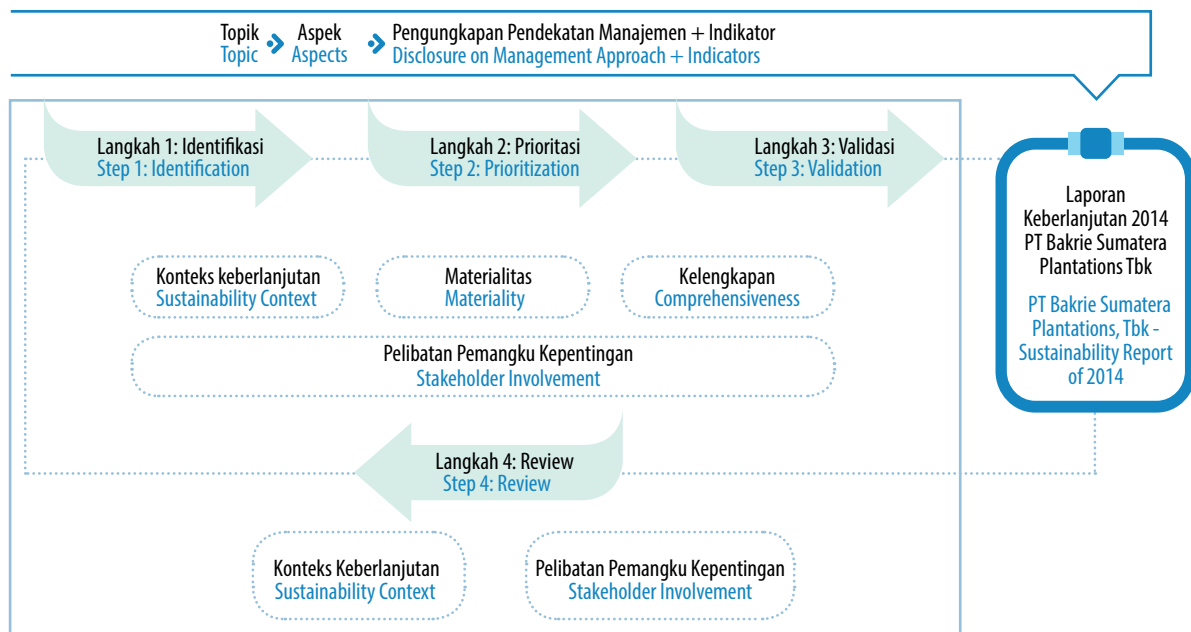 Topik
Topic
Aspek
Aspects
Pengungkapan Pendekatan Manajemen + Indikator
Disclosure on Management Approach + Indicators
Langkah 1: Identifikasi
Step 1: Identification
Langkah 2: Prioritasi
Step 2: Prioritization
Langkah 3: Validasi
Step 3: Validation
Laporan
Keberlanjutan 2014
PT Bakrie Sumatera
Plantations Tbk
PT Bakrie Sumatera
Plantations, Tbk -
Sustainability Report
of 2014
Konteks keberlanjutan
Sustainability Context
Materialitas
Materiality
Kelengkapan
Comprehensiveness
Pelibatan Pemangku Kepentingan
Stakeholder Involvement
Langkah 4: Review
Step 4: Review
Konteks Keberlanjutan
Sustainability Context
Pelibatan Pemangku Kepentingan
Stakeholder Involvement